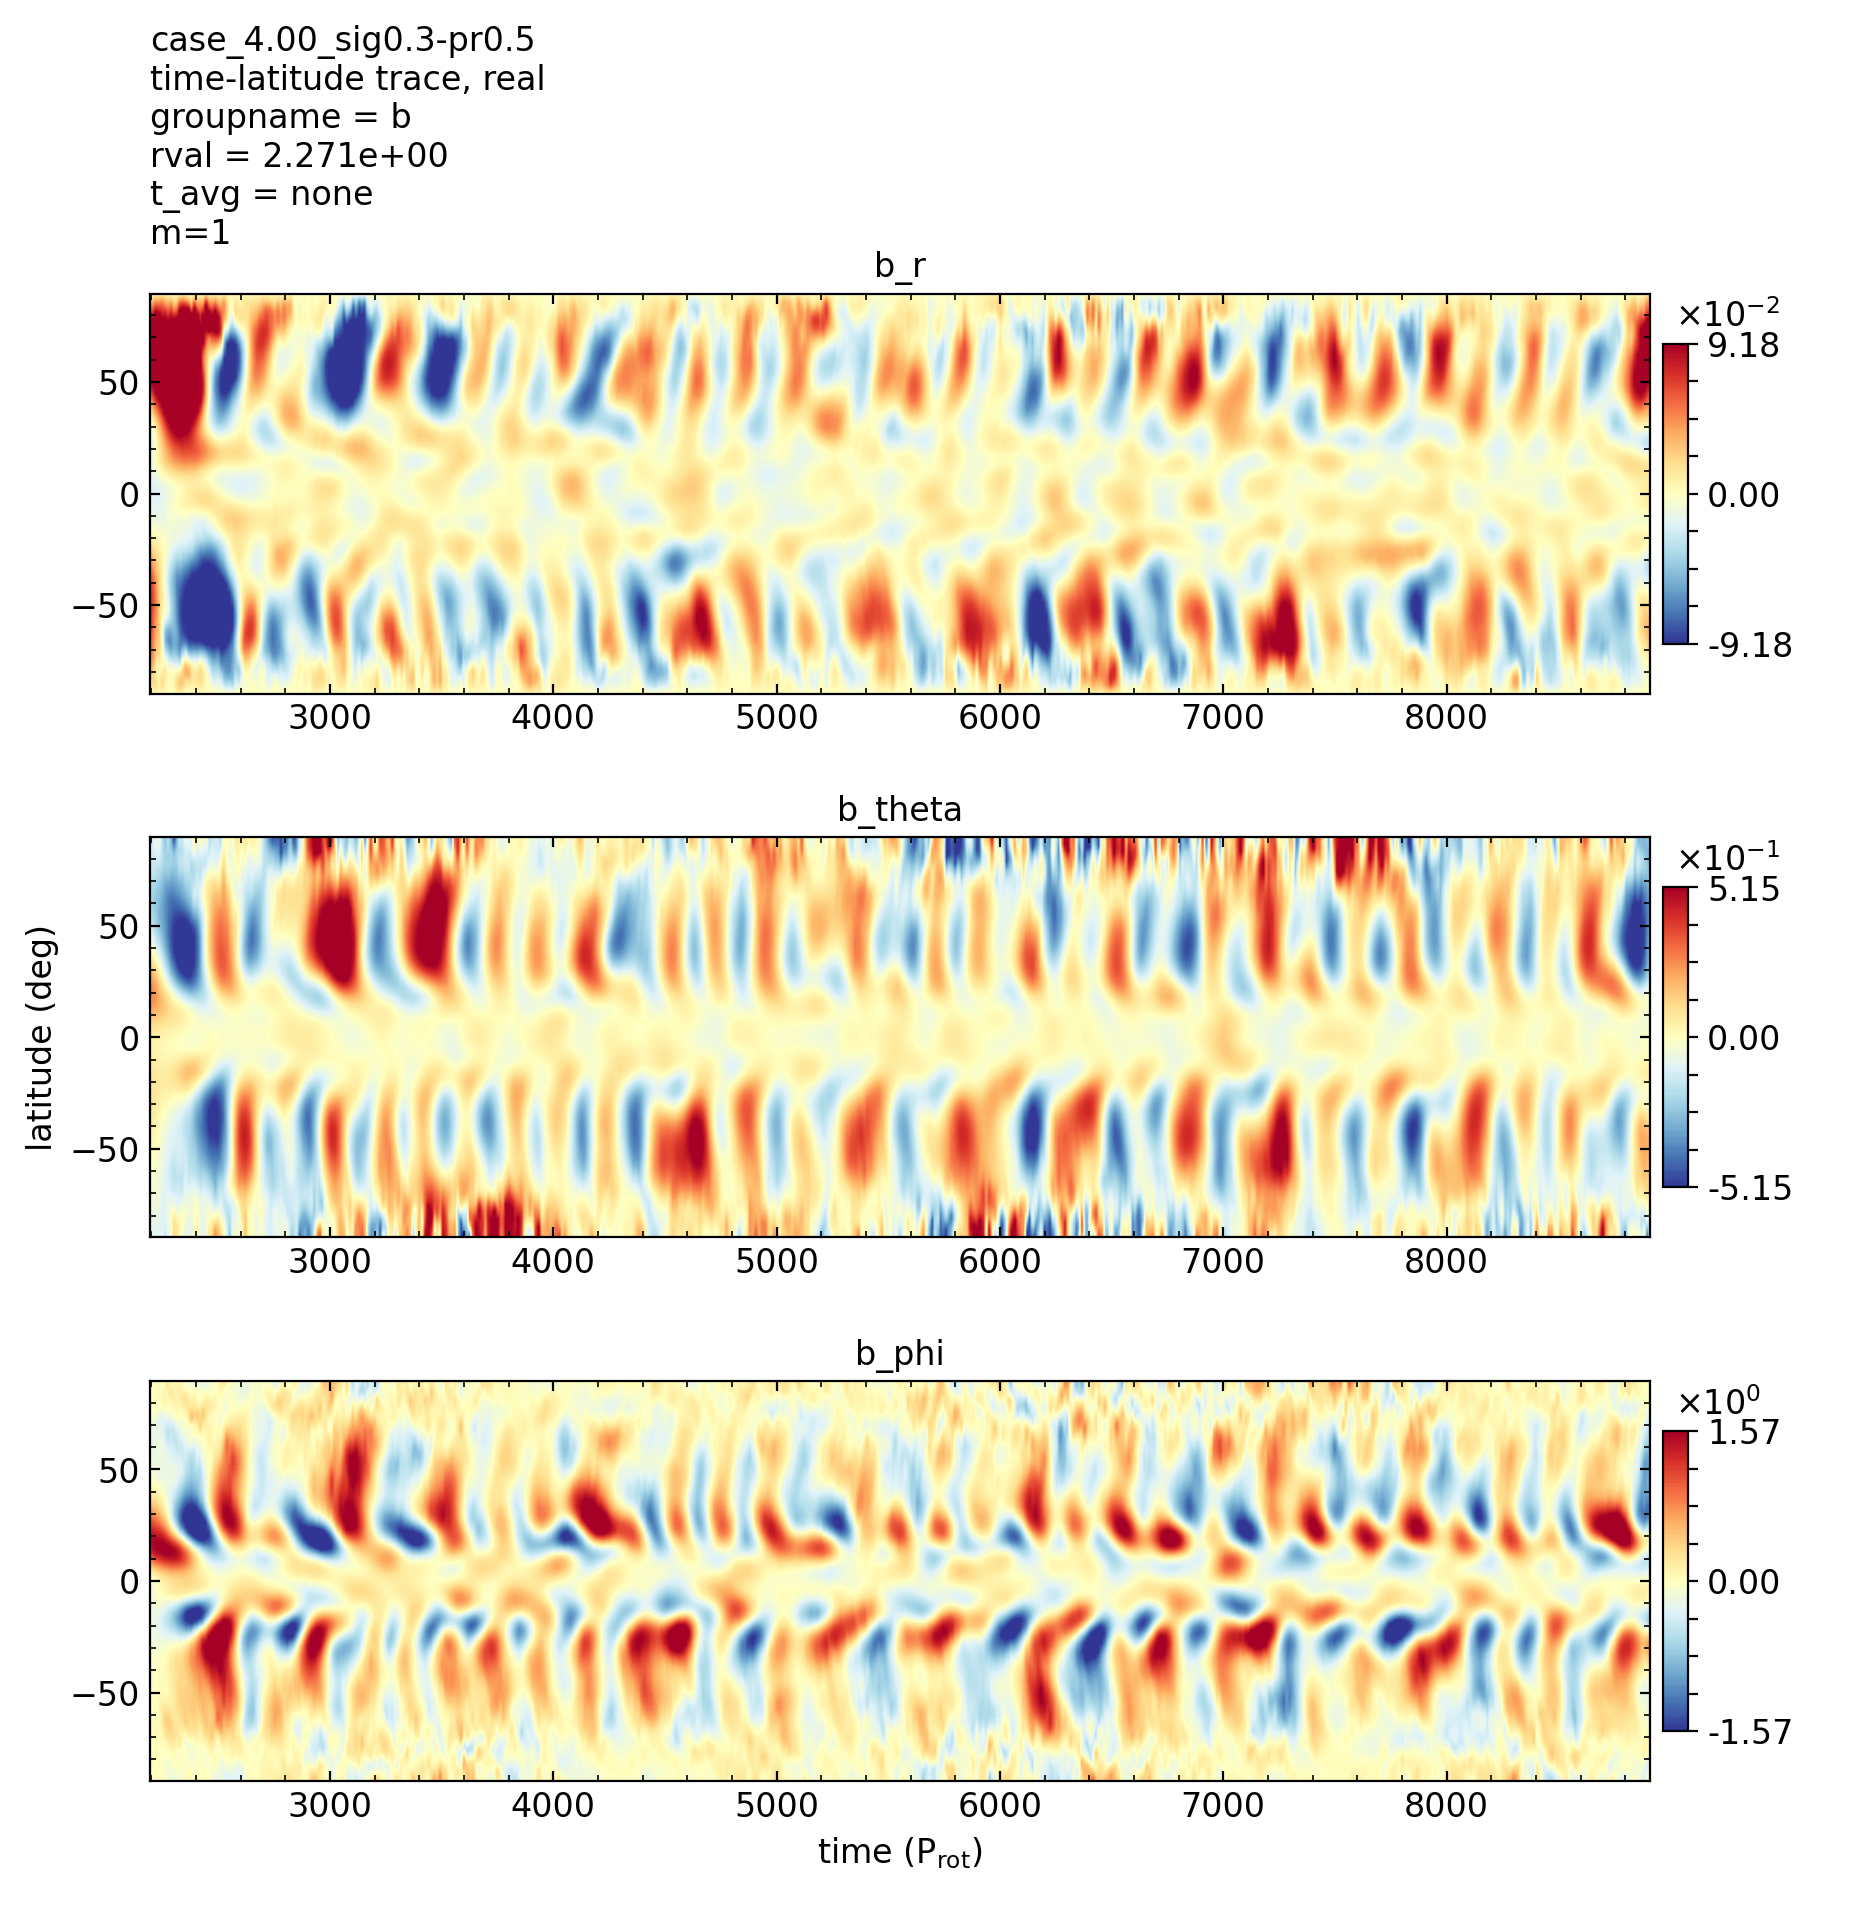 case_4.00_sig0.3-pr0.5
time-latitude trace, real
groupname = b
rval = 2.271e+00
t_avg = none
m=1
b_r
×10⁻²
9.18
0.00
-9.18
50
0
−50
3000 4000 5000 6000 7000 8000
b_theta
×10⁻¹
5.15
0.00
-5.15
latitude (deg)
50
0
−50
3000 4000 5000 6000 7000 8000
b_phi
×10⁰
1.57
0.00
-1.57
50
0
−50
3000 4000 5000 6000 7000 8000
time (P_rot)